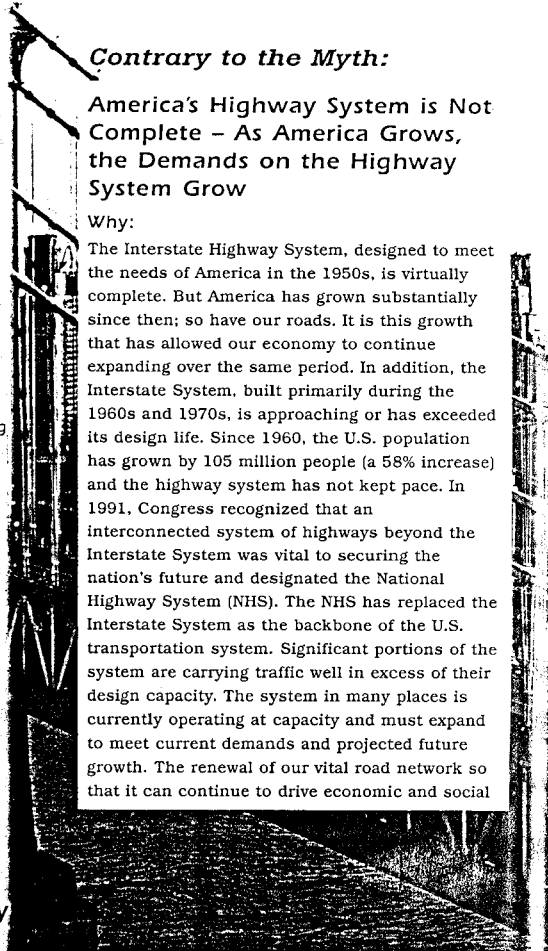 Contrary to the Myth:
America's Highway System is Not
Complete – As America Grows,
the Demands on the Highway
System Grow
Why:
The Interstate Highway System, designed to meet
the needs of America in the 1950s, is virtually
complete. But America has grown substantially
since then; so have our roads. It is this growth
that has allowed our economy to continue
expanding over the same period. In addition, the
Interstate System, built primarily during the
1960s and 1970s, is approaching or has exceeded
its design life. Since 1960, the U.S. population
has grown by 105 million people (a 58% increase)
and the highway system has not kept pace. In
1991, Congress recognized that an
interconnected system of highways beyond the
Interstate System was vital to securing the
nation's future and designated the National
Highway System (NHS). The NHS has replaced the
Interstate System as the backbone of the U.S.
transportation system. Significant portions of the
system are carrying traffic well in excess of their
design capacity. The system in many places is
currently operating at capacity and must expand
to meet current demands and projected future
growth. The renewal of our vital road network so
that it can continue to drive economic and social